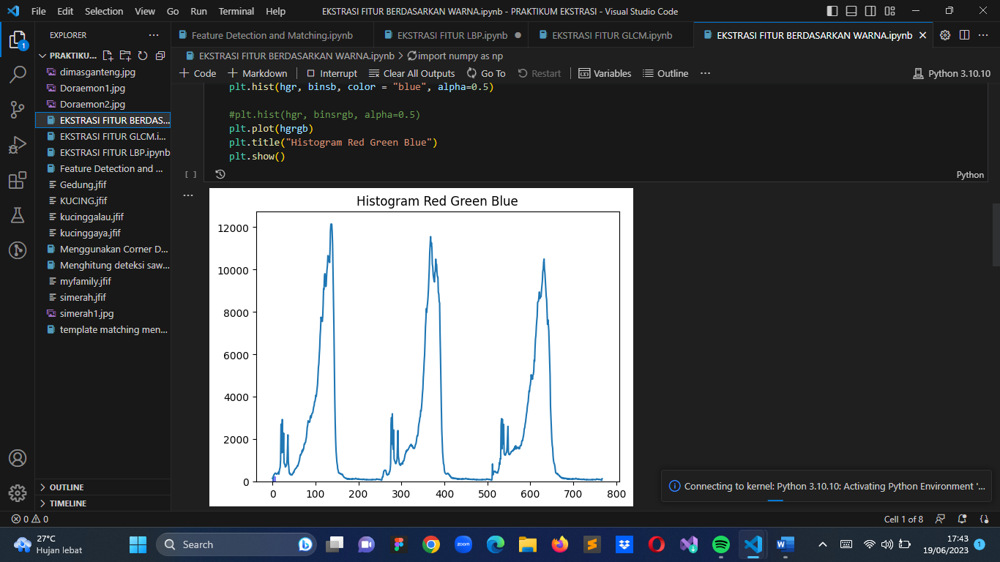 File Edit Selection View Go Run Terminal Help
EKSTRASI FITUR BERDASARKAN WARNA.ipynb - PRAKTIKUM EKSTRASI - Visual Studio Code
EXPLORER
PRAKTIKU...
dimasganteng.jpg
Doraemon1.jpg
Doraemon2.jpg
EKSTRASI FITUR BERDAS...
EKSTRASI FITUR GLCM.i...
EKSTRASI FITUR LBP.ipynb
Feature Detection and ...
Gedung.jfif
KUCING.jfif
kucinggalau.jfif
kucinggaya.jfif
Menggunakan Corner D...
Menghitung deteksi saw...
myfamily.jfif
simerah.jfif
simerah1.jpg
template matching men...
OUTLINE
TIMELINE
1
Feature Detection and Matching.ipynb
EKSTRASI FITUR LBP.ipynb
EKSTRASI FITUR GLCM.ipynb
EKSTRASI FITUR BERDASARKAN WARNA.ipynb
EKSTRASI FITUR BERDASARKAN WARNA.ipynb > import numpy as np
+ Code + Markdown Interrupt Clear All Outputs Go To Restart Variables Outline ...
Python 3.10.10
plt.hist(hgr, binsb, color = "blue", alpha=0.5)
#plt.hist(hgr, binsrgb, alpha=0.5)
plt.plot(hgrgb)
plt.title("Histogram Red Green Blue")
plt.show()
[ ]
Python
Histogram Red Green Blue
12000
10000
8000
6000
4000
2000
0
0 100 200 300 400 500 600 700 800
Connecting to kernel: Python 3.10.10: Activating Python Environment '...
0 0
Cell 1 of 8
27°C
Hujan lebat
Search
zoom
17:43
19/06/2023
1